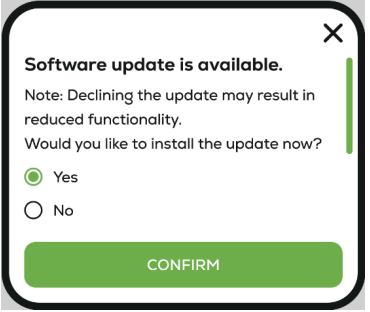 Software update is available.
Note: Declining the update may result in
reduced functionality.
Would you like to install the update now?
Yes
No
CONFIRM